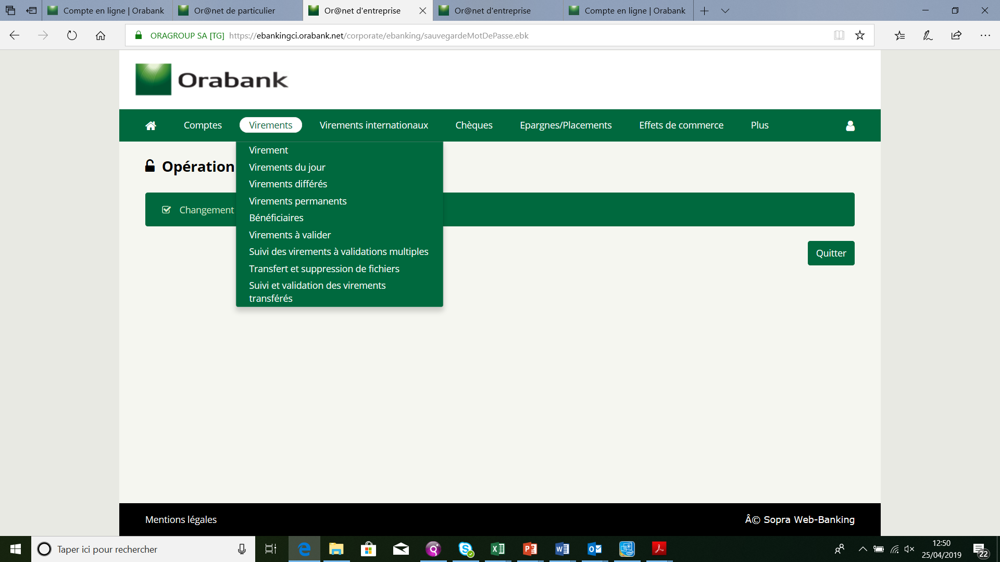 Compte en ligne | Orabank
Or@net de particulier
Or@net d'entreprise
Or@net d'entreprise
Compte en ligne | Orabank
ORAGROUP SA [TG] https://ebankingci.orabank.net/corporate/ebanking/sauvegardeMotDePasse.ebk
Orabank
Comptes
Virements
Virements internationaux
Chèques
Epargnes/Placements
Effets de commerce
Plus
Virement
Virements du jour
Virements différés
Virements permanents
Bénéficiaires
Virements à valider
Suivi des virements à validations multiples
Transfert et suppression de fichiers
Suivi et validation des virements
transférés
Opération
Changement
Quitter
Mentions légales
Â© Sopra Web-Banking
Taper ici pour rechercher
12:50
25/04/2019
22